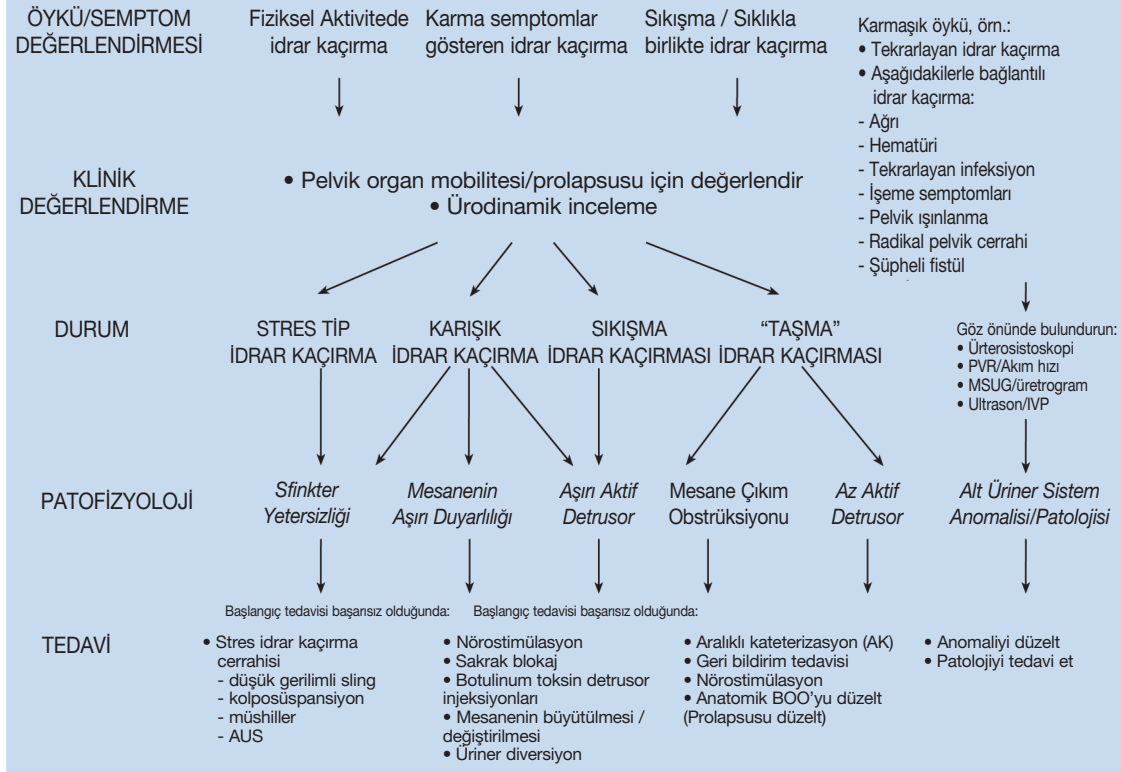 ÖYKÜ/SEMPTOM
DEĞERLENDİRMESİ
Fiziksel Aktivitede
idrar kaçırma
Karma semptomlar
gösteren idrar kaçırma
Sıkışma / Sıklıkla
birlikte idrar kaçırma
Karmaşık öykü, örn.:
• Tekrarlayan idrar kaçırma
• Aşağıdakilerle bağlantılı
idrar kaçırma:
- Ağrı
- Hematüri
- Tekrarlayan infeksiyon
- İşeme semptomları
- Pelvik ışınlanma
- Radikal pelvik cerrahi
- Şüpheli fistül
KLİNİK
DEĞERLENDİRME
• Pelvik organ mobilitesi/prolapsusu için değerlendir
• Ürodinamik inceleme
DURUM
STRES TİP
İDRAR KAÇIRMA
KARIŞIK
İDRAR KAÇIRMA
SIKIŞMA
İDRAR KAÇIRMASI
“TAŞMA”
İDRAR KAÇIRMASI
Göz önünde bulundurun:
• Ürterosistoskopi
• PVR/Akım hızı
• MSUG/üretrogram
• Ultrason/IVP
PATOFİZYOLOJİ
Sfinkter
Yetersizliği
Mesanenin
Aşırı Duyarlılığı
Aşırı Aktif
Detrusor
Mesane Çıkım
Obstrüksiyonu
Az Aktif
Detrusor
Alt Üriner Sistem
Anomalisi/Patolojisi
TEDAVİ
Başlangıç tedavisi başarısız olduğunda:
• Stres idrar kaçırma
cerrahisi
- düşük gerilimli sling
- kolposüspansiyon
- müshiller
- AUS
Başlangıç tedavisi başarısız olduğunda:
• Nörostimülasyon
• Sakrak blokaj
• Botulinum toksin detrusor
injeksiyonları
• Mesanenin büyütülmesi /
değiştirilmesi
• Üriner diversiyon
• Aralıklı kateterizasyon (AK)
• Geri bildirim tedavisi
• Nörostimülasyon
• Anatomik BOO’yu düzelt
(Prolapsusu düzelt)
• Anomaliyi düzelt
• Patolojiyi tedavi et